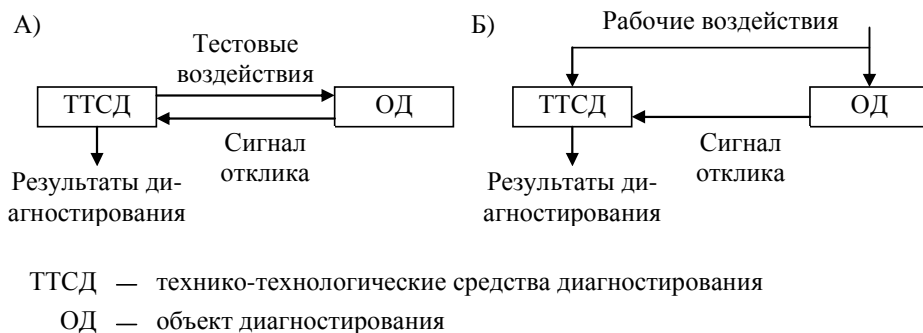 А)
Тестовые
воздействия
ТТСД
ОД
Сигнал
отклика
Результаты ди-
агностирования
Б)
Рабочие воздействия
ТТСД
ОД
Сигнал
отклика
Результаты ди-
агностирования
ТТСД — технико-технологические средства диагностирования
ОД — объект диагностирования